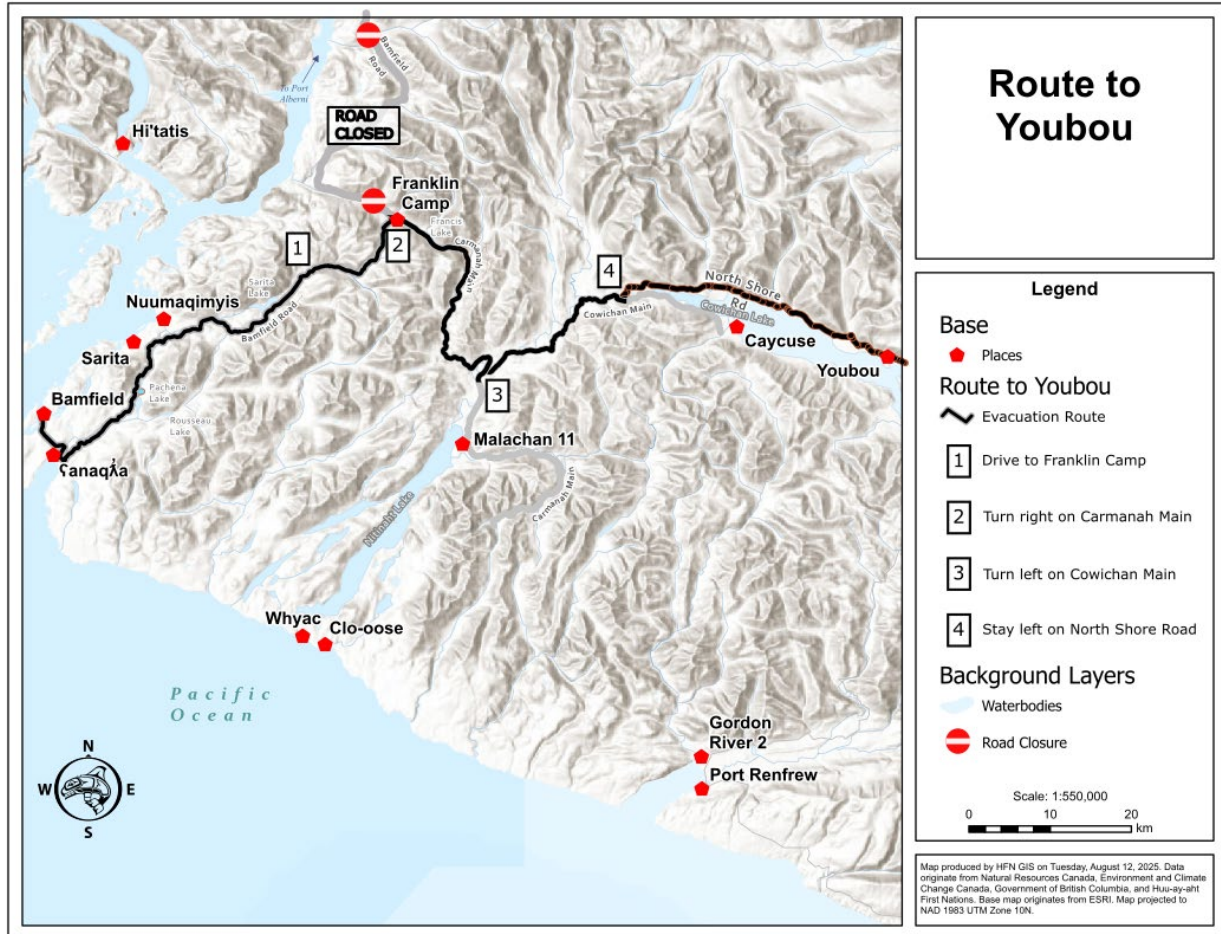 Route to
Youbou
To Port
Alberni
Bamfield
Road
ROAD
CLOSED
Hi'tatis
Franklin
Camp
Francis
Lake
Carmanah Main
1
2
4
North Shore
Rd
Cowichan Lake
Cowichan Main
Sarita
Lake
Nuumaqimyis
Bamfield Road
Sarita
Caycuse
Youbou
Pachena
Lake
Bamfield
Rousseau
Lake
3
Malachan 11
ʕanaqƛ̓a
Carmanah Main
Nitinaht Lake
Whyac
Clo-oose
Pacific
Ocean
Gordon
River 2
Port Renfrew
N
W
E
S
Legend
Base
Places
Route to Youbou
Evacuation Route
1 Drive to Franklin Camp
2 Turn right on Carmanah Main
3 Turn left on Cowichan Main
4 Stay left on North Shore Road
Background Layers
Waterbodies
Road Closure
Scale: 1:550,000
0 10 20
km
Map produced by HFN GIS on Tuesday, August 12, 2025. Data
originate from Natural Resources Canada, Environment and Climate
Change Canada, Government of British Columbia, and Huu-ay-aht
First Nations. Base map originates from ESRI. Map projected to
NAD 1983 UTM Zone 10N.